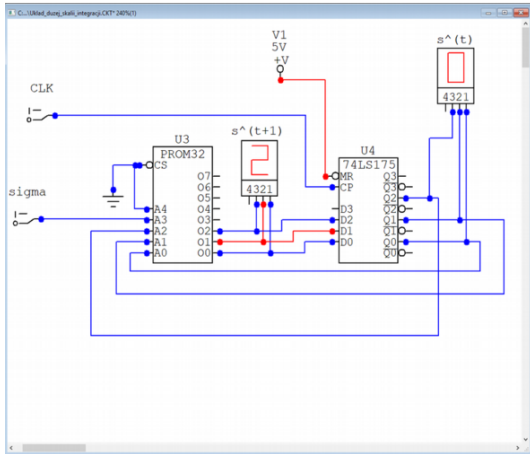 C:...\Uklad_duzej_skali_integracji.CKT* 240%(1)
V1
5V
+V
s^(t)
0
4321
CLK
U3
PROM32
CS
O7
O6
O5
O4
O3
O2
O1
O0
A4
A3
A2
A1
A0
s^(t+1)
2
4321
U4
74LS175
MR
CP
D3
D2
D1
D0
Q3
Q3
Q2
Q2
Q1
Q1
Q0
Q0
sigma